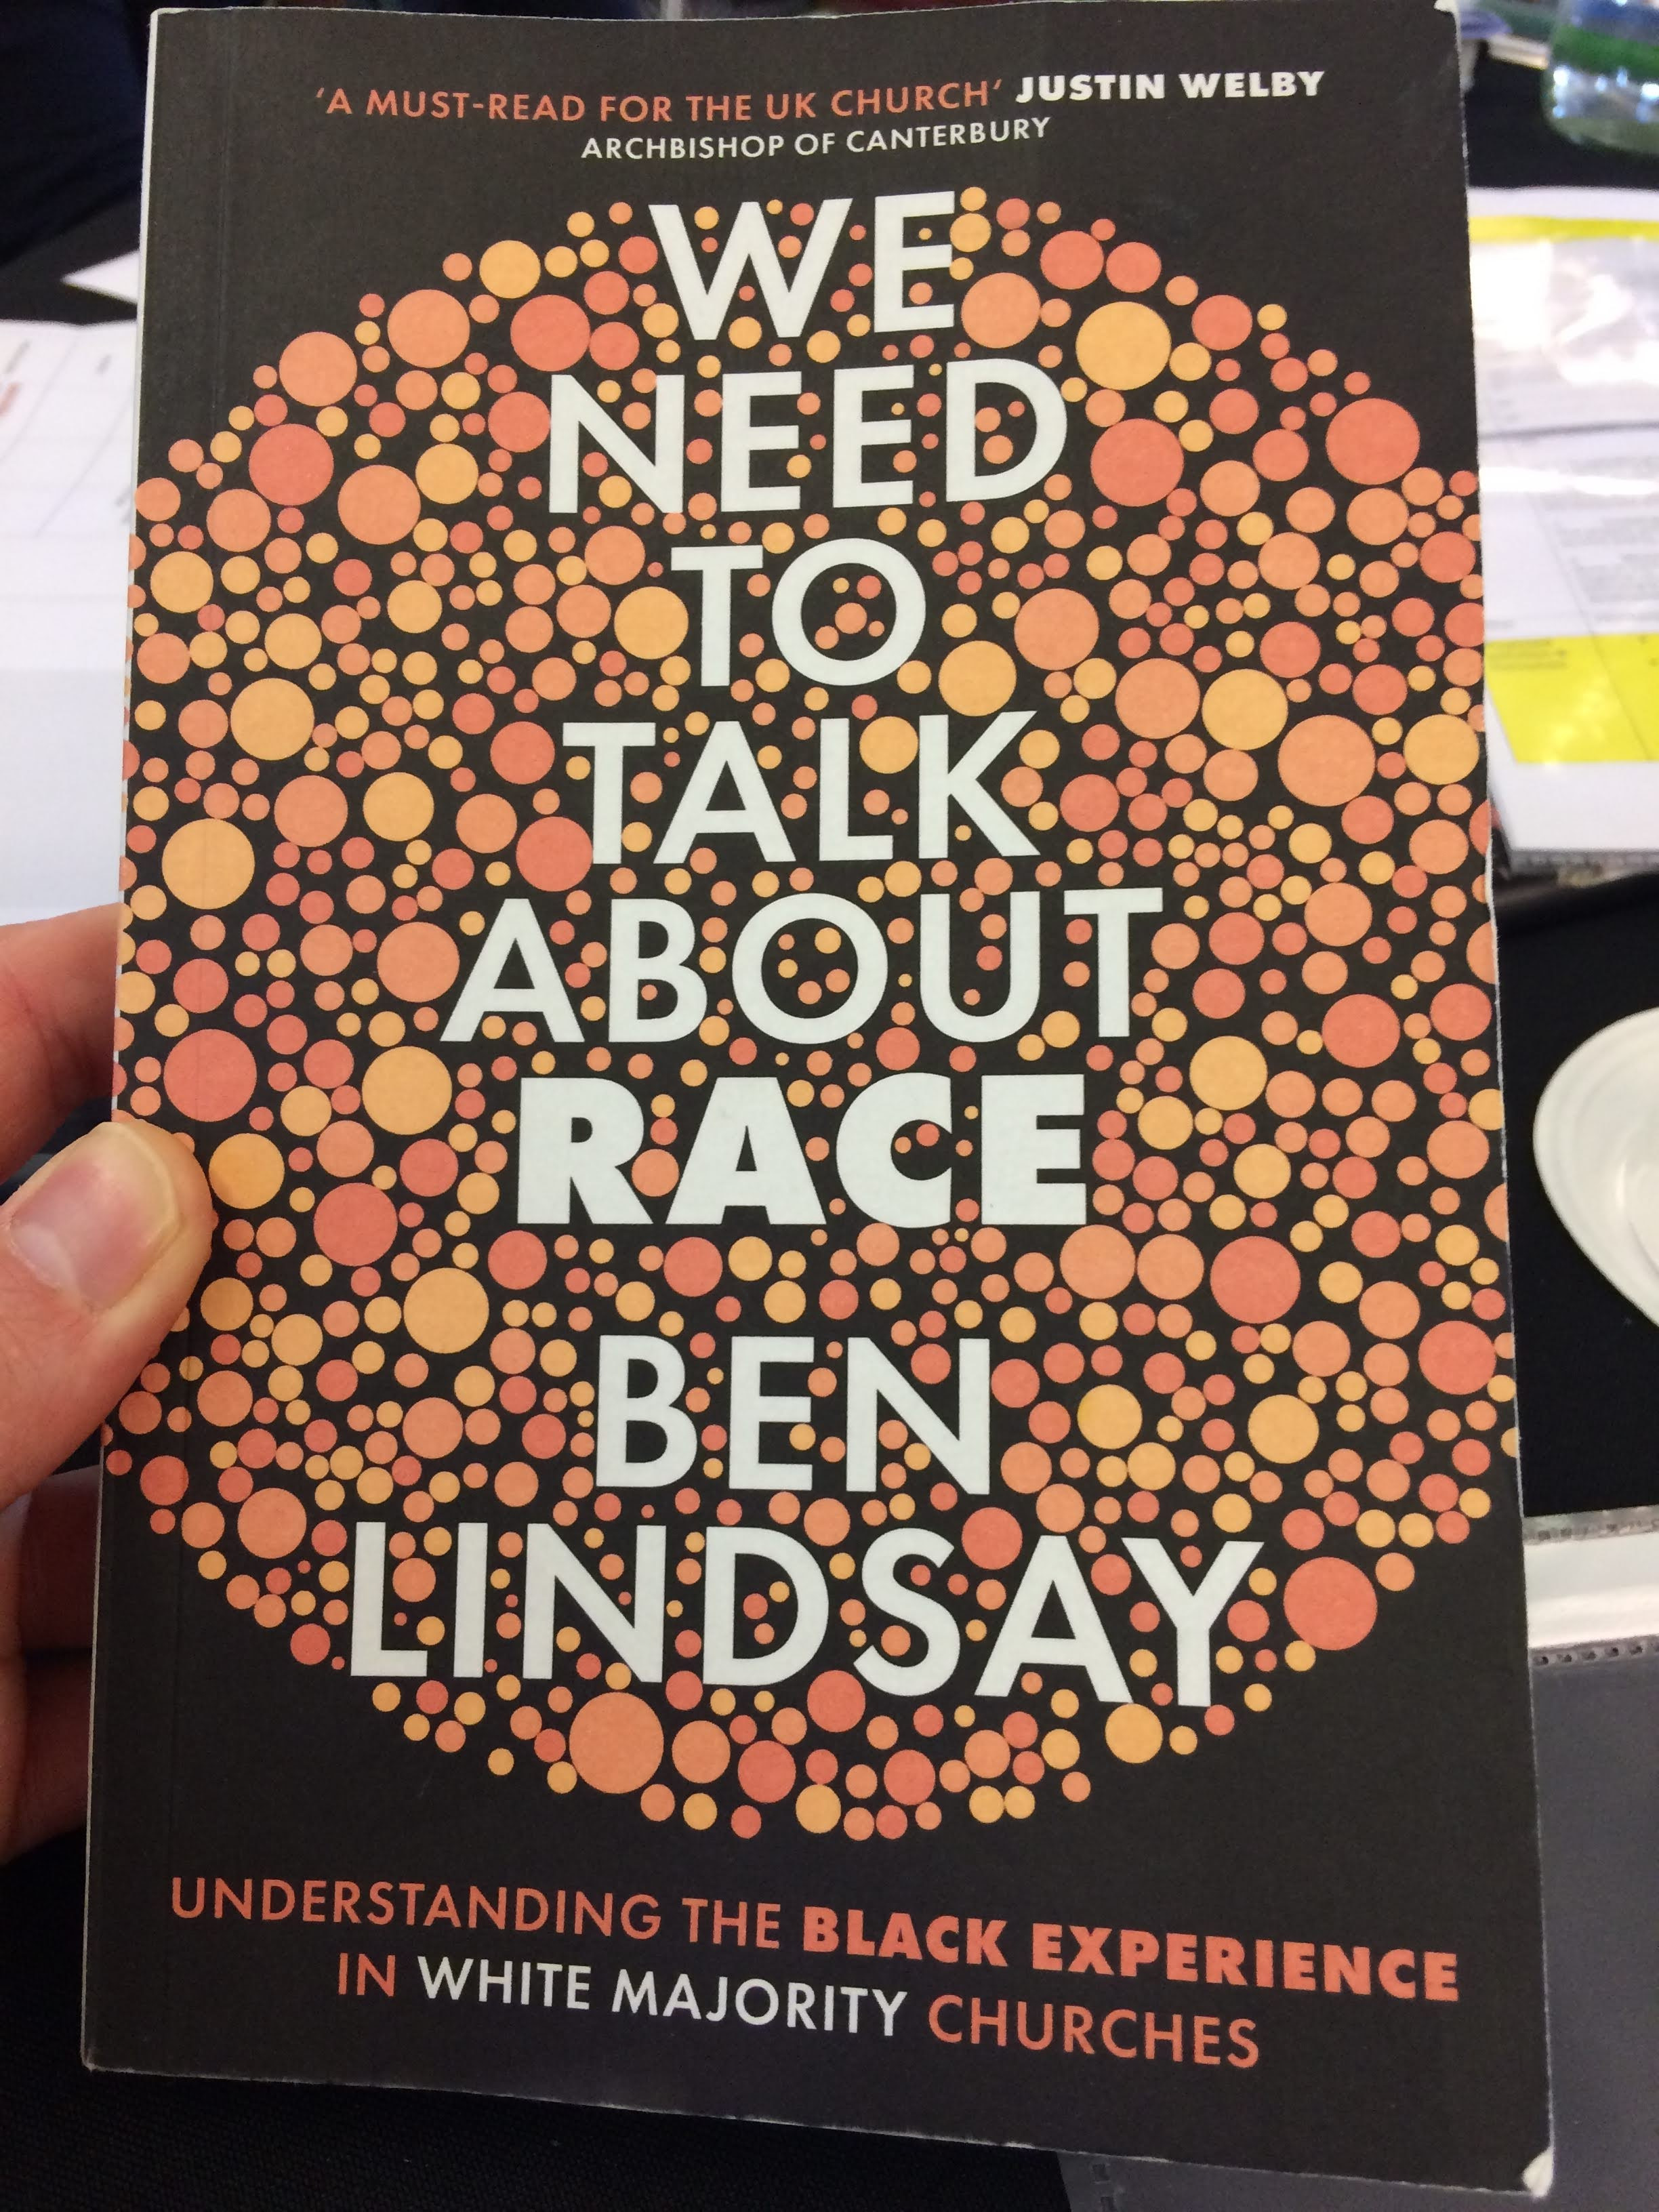 ‘A MUST-READ FOR THE UK CHURCH’ JUSTIN WELBY
ARCHBISHOP OF CANTERBURY
WE
NEED
TO
TALK
ABOUT
RACE
BEN
LINDSAY
UNDERSTANDING THE BLACK EXPERIENCE
IN WHITE MAJORITY CHURCHES